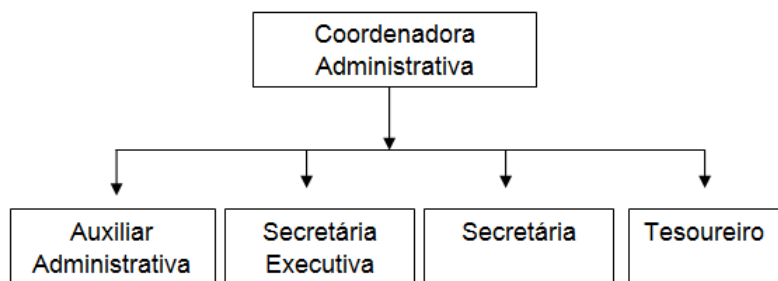 Coordenadora
Administrativa
Auxiliar
Administrativa
Secretária
Executiva
Secretária
Tesoureiro